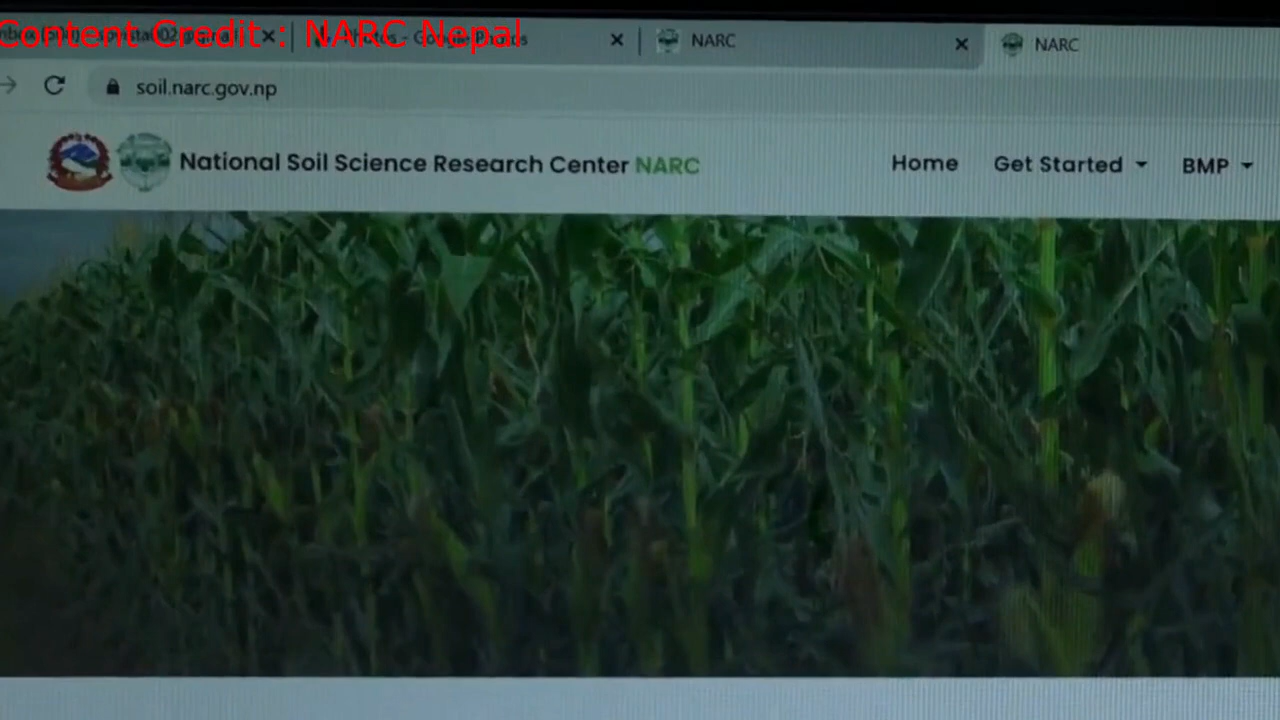 Content Credit : NARC Nepal
NARC
NARC
soil.narc.gov.np
National Soil Science Research Center NARC
Home
Get Started
BMP